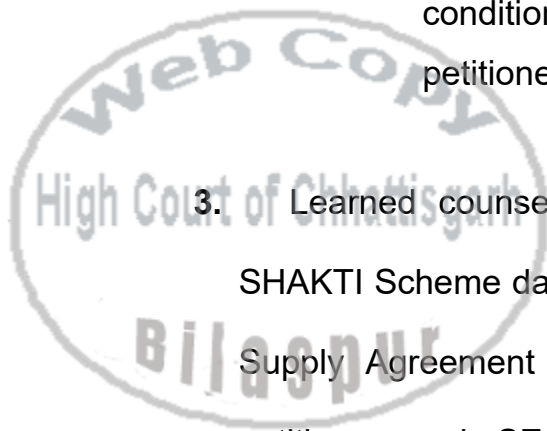 condition
petitione
Web Copy
3. Learned counse
High Court of Chhattisgarh
SHAKTI Scheme da
Supply Agreement
Bilaspur